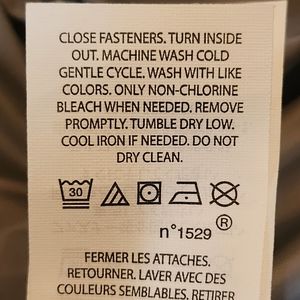 CLOSE FASTENERS. TURN INSIDE
OUT. MACHINE WASH COLD
GENTLE CYCLE. WASH WITH LIKE
COLORS. ONLY NON-CHLORINE
BLEACH WHEN NEEDED. REMOVE
PROMPTLY. TUMBLE DRY LOW.
COOL IRON IF NEEDED. DO NOT
DRY CLEAN.
30
®
n°1529
FERMER LES ATTACHES.
RETOURNER. LAVER AVEC DES
COULEURS SEMBLABLES. RETIRER